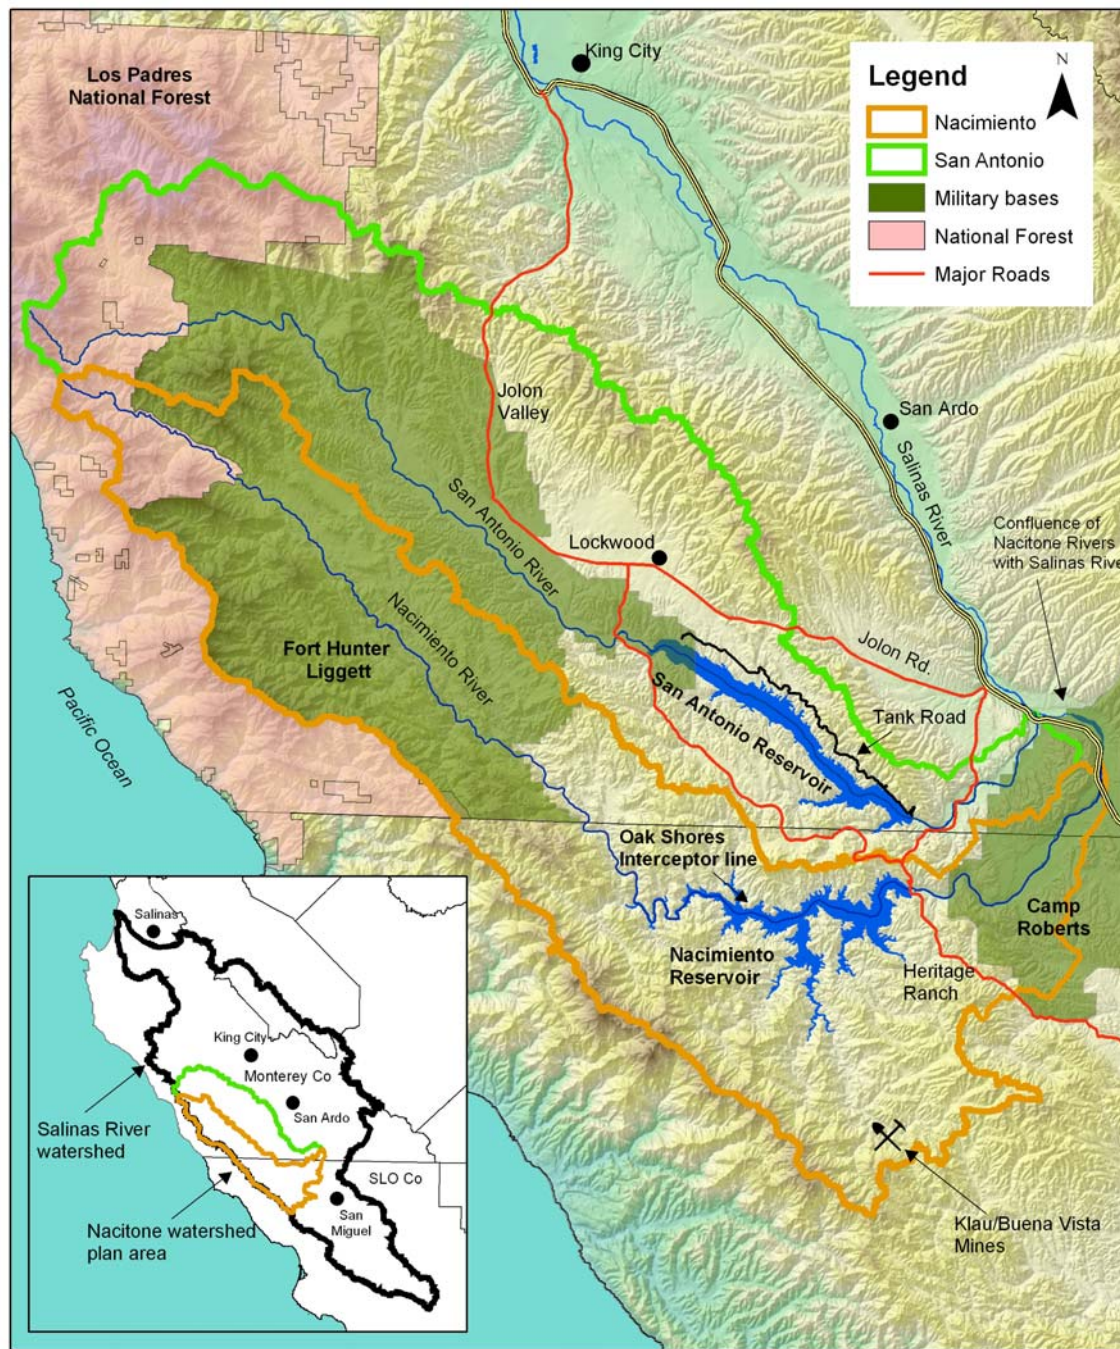 King City
Los Padres
National Forest
Legend
N
Nacimiento
San Antonio
Military bases
National Forest
Major Roads
Jolon
Valley
San Ardo
Salinas River
San Antonio River
Confluence of
Nacitone Rivers
with Salinas Rive
Lockwood
Nacimiento River
Jolon Rd.
Fort Hunter
Liggett
San Antonio Reservoir
Tank Road
Pacific Ocean
Oak Shores
Interceptor line
Camp
Roberts
Nacimiento
Reservoir
Heritage
Ranch
Klau/Buena Vista
Mines
Salinas
King City
Monterey Co
San Ardo
Salinas River
watershed
SLO Co
San
Miguel
Nacitone watershed
plan area